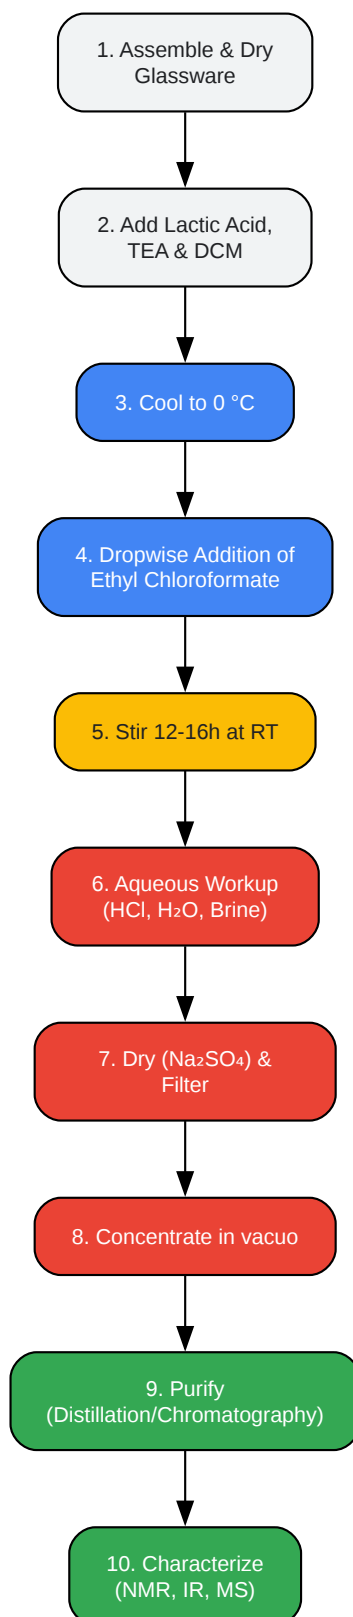 1. Assemble & Dry
Glassware
2. Add Lactic Acid,
TEA & DCM
3. Cool to 0 °C
4. Dropwise Addition of
Ethyl Chloroformate
5. Stir 12-16h at RT
6. Aqueous Workup
(HCl, H₂O, Brine)
7. Dry (Na₂SO₄) &
Filter
8. Concentrate in vacuo
9. Purify
(Distillation/Chromatography)
10. Characterize
(NMR, IR, MS)